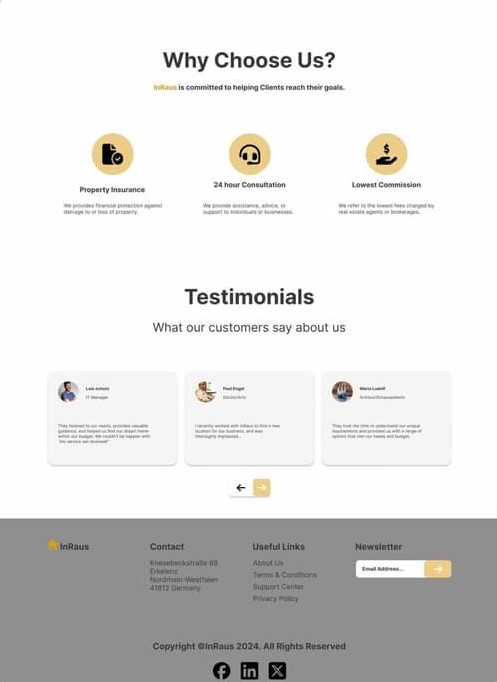 Why Choose Us?
InRaus is committed to helping Clients reach their goals.
Property Insurance
We provides financial protection against
damage to or loss of property.
24 hour Consultation
We provide assistance, advice, or
support to individuals or businesses.
Lowest Commission
We refer to the lowest fees charged by
real estate agents or brokerages.
Testimonials
What our customers say about us
IT Manager
They listened to our needs, provided valuable
guidance, and helped us find our dream home
within our budget. We couldn't be happier with
the service we received!"
Paul Engel
Doctor/Arts
I recently worked with InRaus to find a new
location for our business, and was
thoroughly impressed...
Maria Ludoff
They took the time to understand our unique
requirements and provided us with a range of
options that met our needs and budget.
InRaus
Contact
Knesebeckstraße 68
Erkelenz
Nordrhein-Westfalen
41812 Germany
Useful Links
About Us
Terms & Conditions
Support Center
Privacy Policy
Newsletter
Email Address...
Copyright ©InRaus 2024. All Rights Reserved